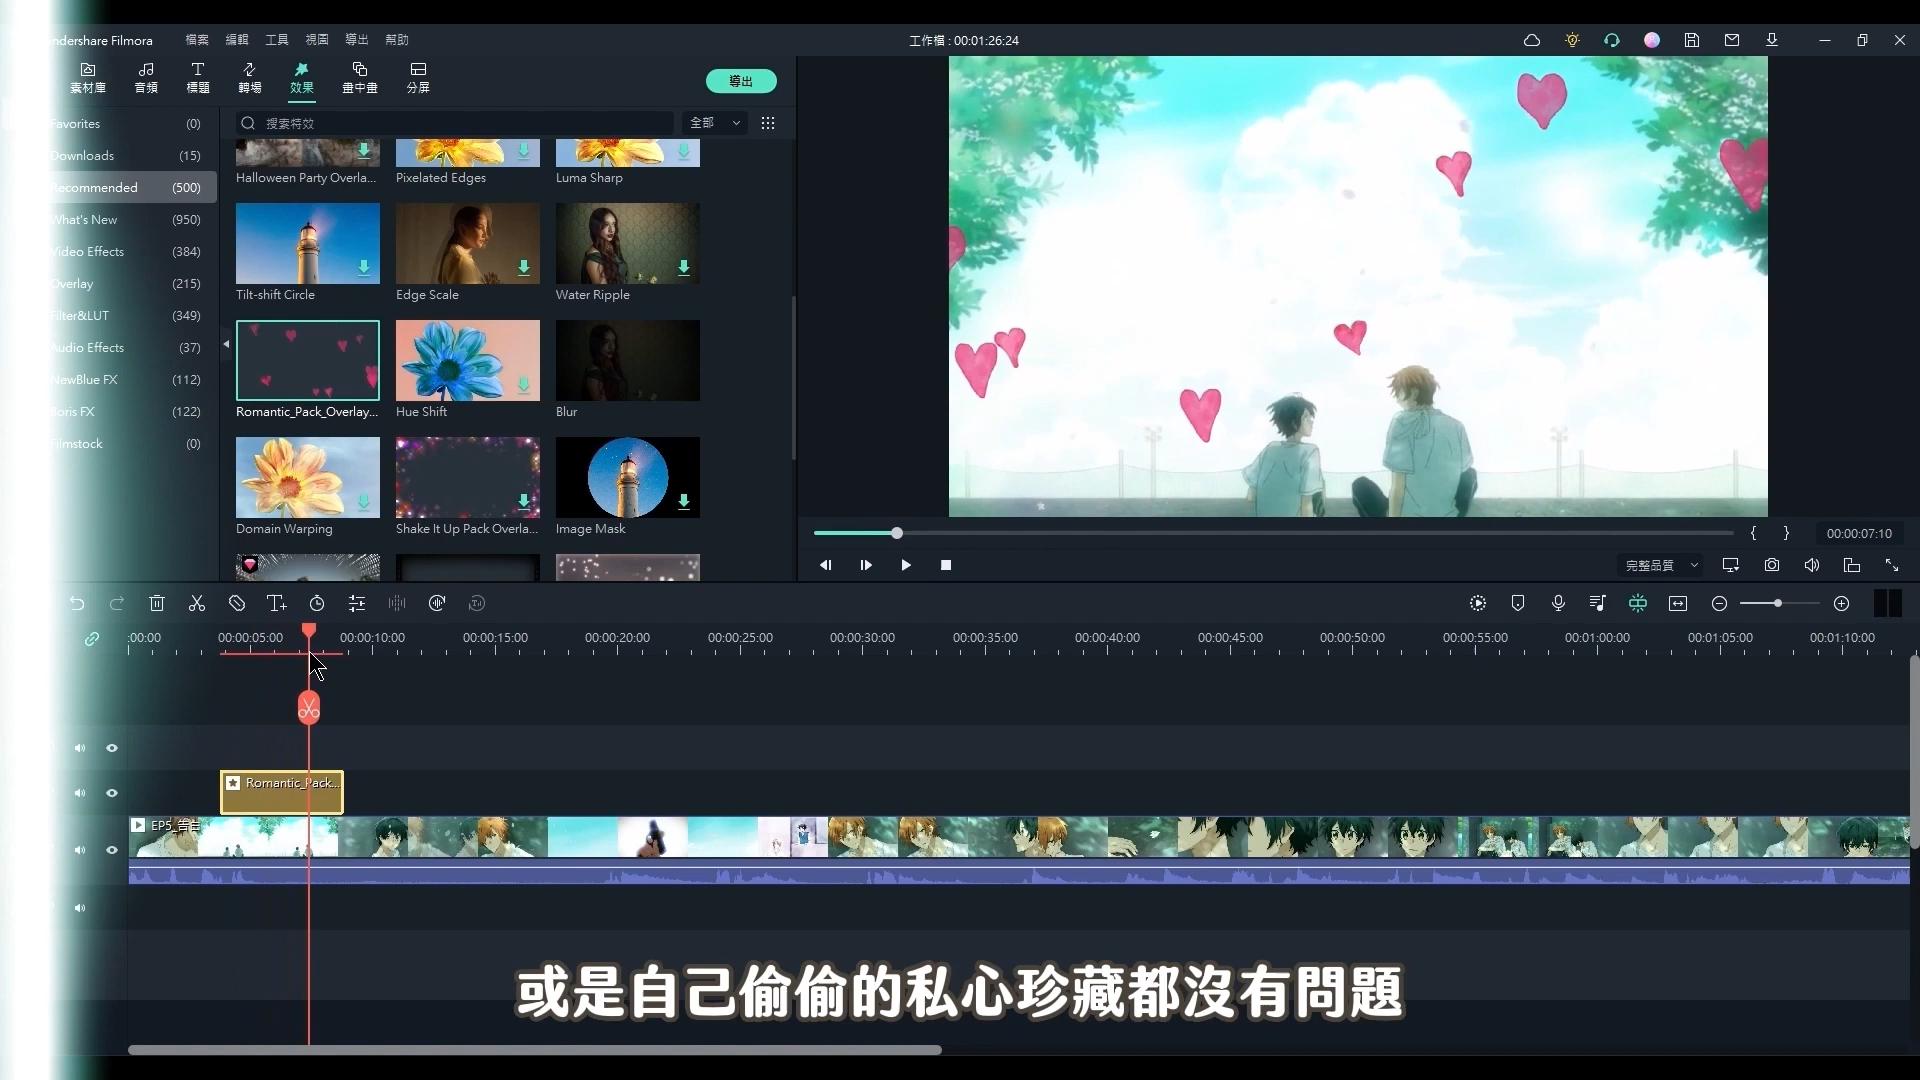 ndershare Filmora 檔案 編輯 工具 視圖 導出 幫助 工作檔 : 00:01:26:24
素材庫 音頻 標題 轉場 效果 畫中畫 分屏 導出
Favorites (0)
Downloads (15)
Recommended (500)
What's New (950)
Video Effects (384)
Overlay (215)
Filter&LUT (349)
Audio Effects (37)
NewBlue FX (112)
Boris FX (122)
Filmstock (0)
搜索特效 全部
Halloween Party Overla... Pixelated Edges Luma Sharp
Tilt-shift Circle Edge Scale Water Ripple
Romantic_Pack_Overlay... Hue Shift Blur
Domain Warping Shake It Up Pack Overla... Image Mask
00:00:07:10
完整品質
:00:00 00:00:05:00 00:00:10:00 00:00:15:00 00:00:20:00 00:00:25:00 00:00:30:00 00:00:35:00 00:00:40:00 00:00:45:00 00:00:50:00 00:00:55:00 00:01:00:00 00:01:05:00 00:01:10:00
Romantic_Pack...
EP5_告白
或是自己偷偷的私心珍藏都沒有問題